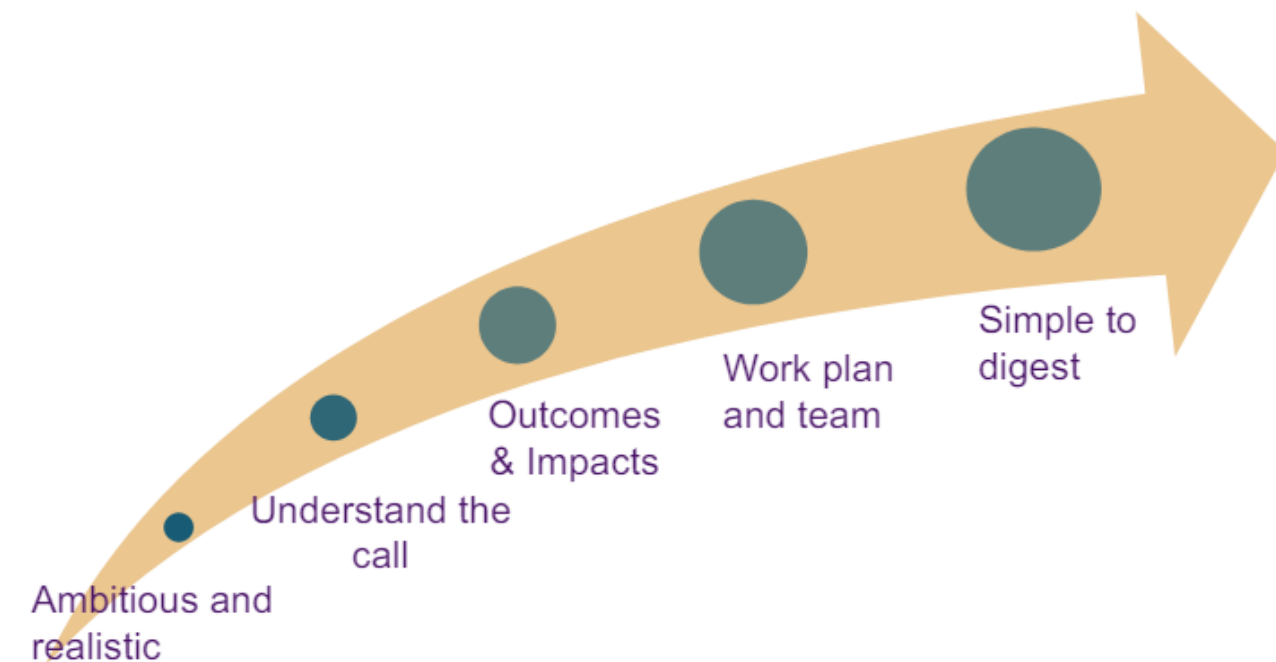 Ambitious and
realistic
Understand the
call
Outcomes
& Impacts
Work plan
and team
Simple to
digest